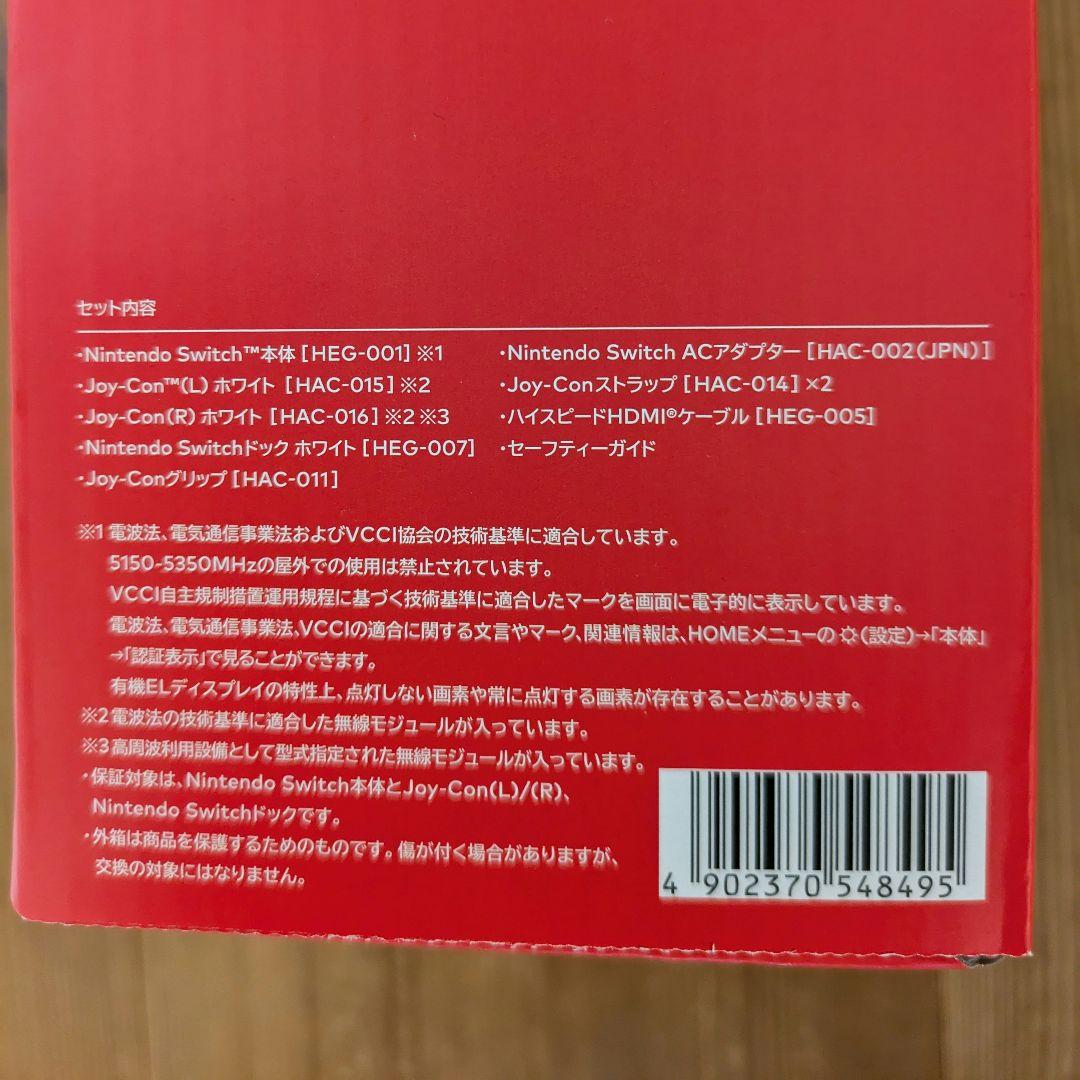 セット内容
・Nintendo Switch™本体 [HEG-001] ※1
・Joy-Con™(L) ホワイト [HAC-015] ※2
・Joy-Con(R) ホワイト [HAC-016] ※2 ※3
・Nintendo Switchドック ホワイト [HEG-007]
・Joy-Conグリップ [HAC-011]
・Nintendo Switch ACアダプター [HAC-002(JPN)]
・Joy-Conストラップ [HAC-014] ×2
・ハイスピードHDMI®ケーブル [HEG-005]
・セーフティーガイド
※1 電波法、電気通信事業法およびVCCI協会の技術基準に適合しています。
5150-5350MHzの屋外での使用は禁止されています。
VCCI自主規制措置運用規程に基づく技術基準に適合したマークを画面に電子的に表示しています。
電波法、電気通信事業法、VCCIの適合に関する文言やマーク、関連情報は、HOMEメニューの(設定)→「本体」
→「認証表示」で見ることができます。
有機ELディスプレイの特性上、点灯しない画素や常に点灯する画素が存在することがあります。
※2 電波法の技術基準に適合した無線モジュールが入っています。
※3 高周波利用設備として型式指定された無線モジュールが入っています。
・保証対象は、Nintendo Switch本体とJoy-Con(L)/(R)、
Nintendo Switchドックです。
・外箱は商品を保護するためのものです。傷が付く場合がありますが、
交換の対象にはなりません。
4 902370 548495